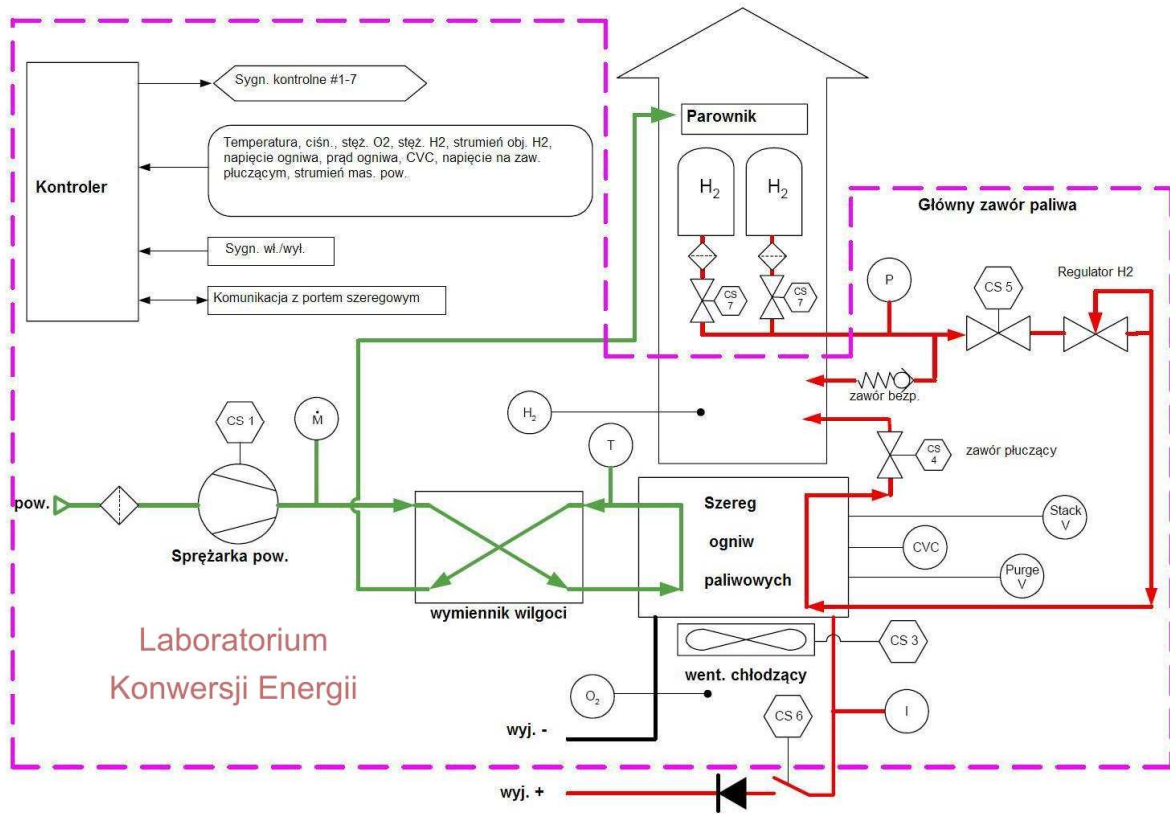 Sygn. kontrolne #1-7
Parownik
Temperatura, ciśn., stęż. O2, stęż. H2, strumień obj. H2,
napięcie ogniwa, prąd ogniwa, CVC, napięcie na zaw.
płuczącym, strumień mas. pow.
Kontroler
H2
H2
Główny zawór paliwa
Sygn. wł./wył.
Komunikacja z portem szeregowym
CS
7
CS
7
P
CS 5
Regulator H2
zawór bezp.
CS 1
Ṁ
H2
T
CS
4
zawór płuczący
pow.
Sprężarka pow.
wymiennik wilgoci
Szereg
ogniw
paliwowych
Stack
V
CVC
Purge
V
Laboratorium
Konwersji Energii
went. chłodzący
CS 3
O2
CS 6
I
wyj. -
wyj. +